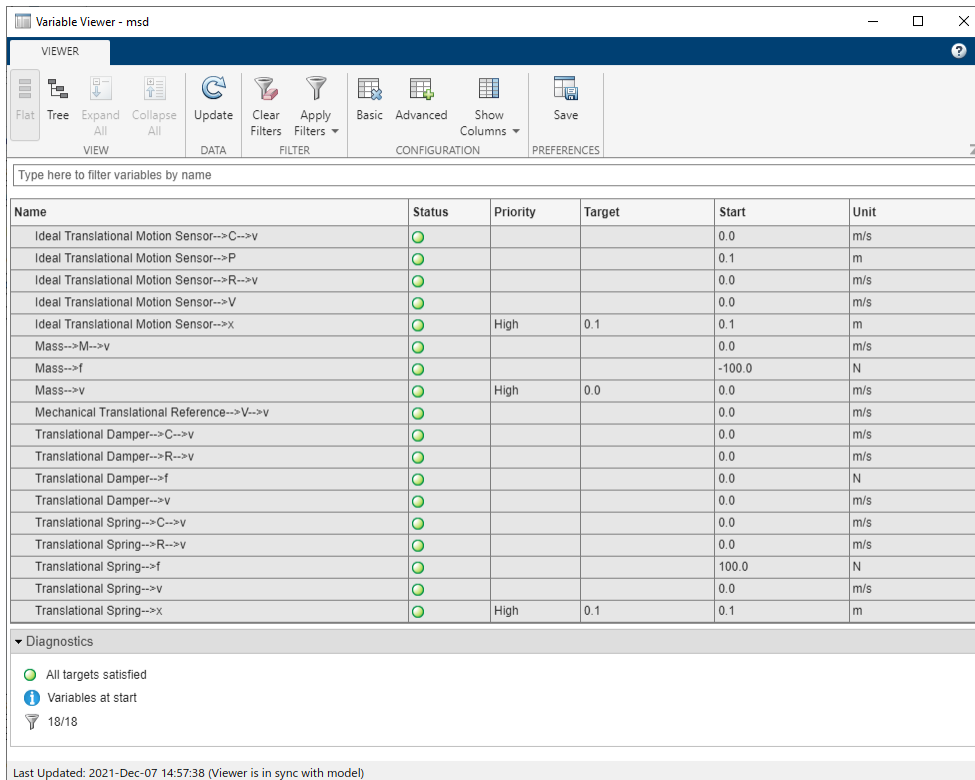 Variable Viewer - msd
VIEWER
?
Flat Tree Expand All Collapse All Update Clear Filters Apply Filters Basic Advanced Show Columns Save
VIEW DATA FILTER CONFIGURATION PREFERENCES
Type here to filter variables by name
Name Status Priority Target Start Unit
Ideal Translational Motion Sensor-->C-->v 0.0 m/s
Ideal Translational Motion Sensor-->P 0.1 m
Ideal Translational Motion Sensor-->R-->v 0.0 m/s
Ideal Translational Motion Sensor-->V 0.0 m/s
Ideal Translational Motion Sensor-->x High 0.1 0.1 m
Mass-->M-->v 0.0 m/s
Mass-->f -100.0 N
Mass-->v High 0.0 0.0 m/s
Mechanical Translational Reference-->V-->v 0.0 m/s
Translational Damper-->C-->v 0.0 m/s
Translational Damper-->R-->v 0.0 m/s
Translational Damper-->f 0.0 N
Translational Damper-->v 0.0 m/s
Translational Spring-->C-->v 0.0 m/s
Translational Spring-->R-->v 0.0 m/s
Translational Spring-->f 100.0 N
Translational Spring-->v 0.0 m/s
Translational Spring-->x High 0.1 0.1 m
Diagnostics
All targets satisfied
Variables at start
18/18
Last Updated: 2021-Dec-07 14:57:38 (Viewer is in sync with model)